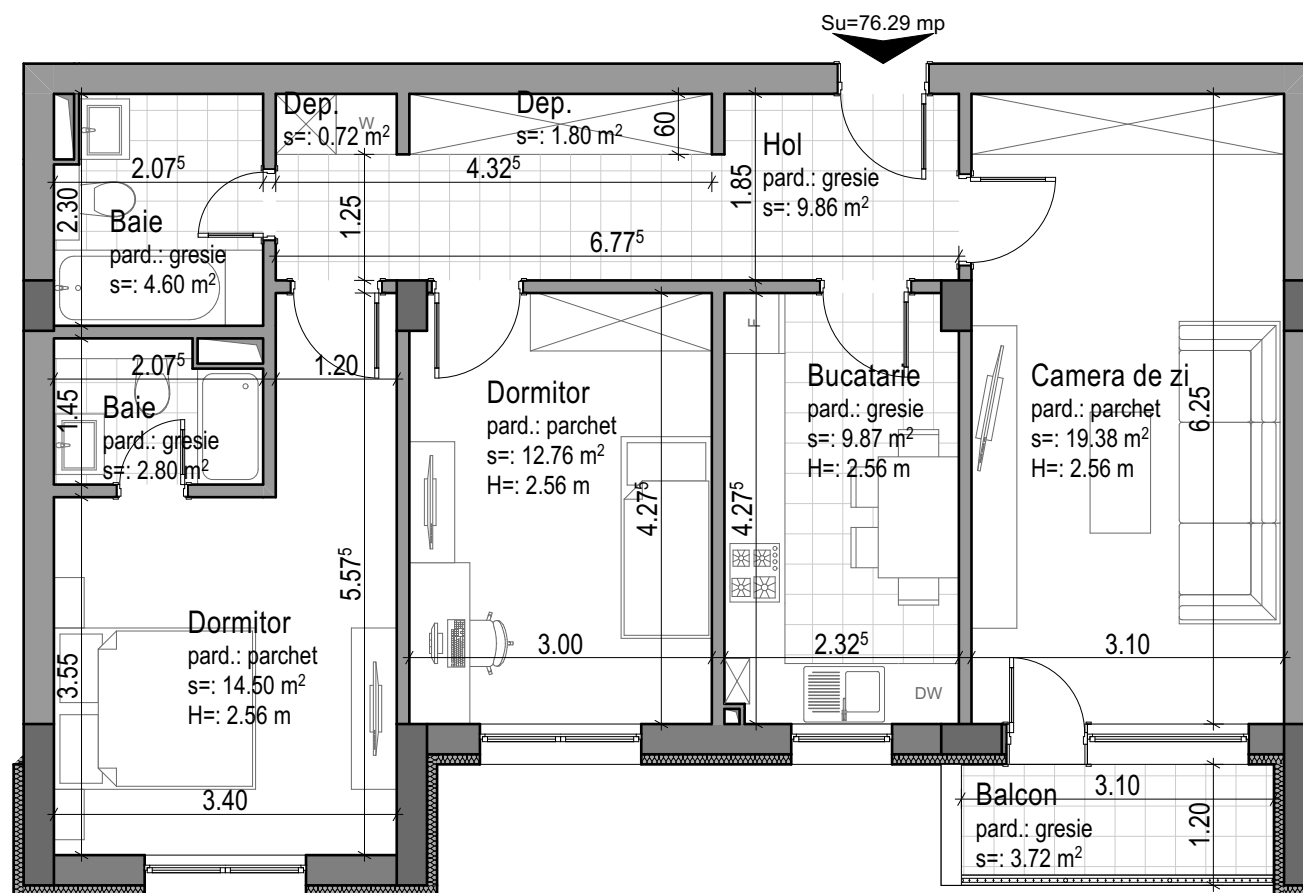 Su=76.29 mp
Dep.
s=: 0.72 m²
W
Dep.
s=: 1.80 m²
60
Hol
pard.: gresie
s=: 9.86 m²
1.85
2.07⁵
4.32⁵
2.30
1.25
6.77⁵
Baie
pard.: gresie
s=: 4.60 m²
2.07⁵
1.20
1.45
Baie
pard.: gresie
s=: 2.80 m²
Dormitor
pard.: parchet
s=: 12.76 m²
H=: 2.56 m
4.27⁵
3.00
F
Bucatarie
pard.: gresie
s=: 9.87 m²
H=: 2.56 m
4.27⁵
2.32⁵
DW
Camera de zi
pard.: parchet
s=: 19.38 m²
H=: 2.56 m
6.25
3.10
5.57⁵
Dormitor
pard.: parchet
s=: 14.50 m²
H=: 2.56 m
3.55
3.40
Balcon
pard.: gresie
s=: 3.72 m²
3.10
1.20